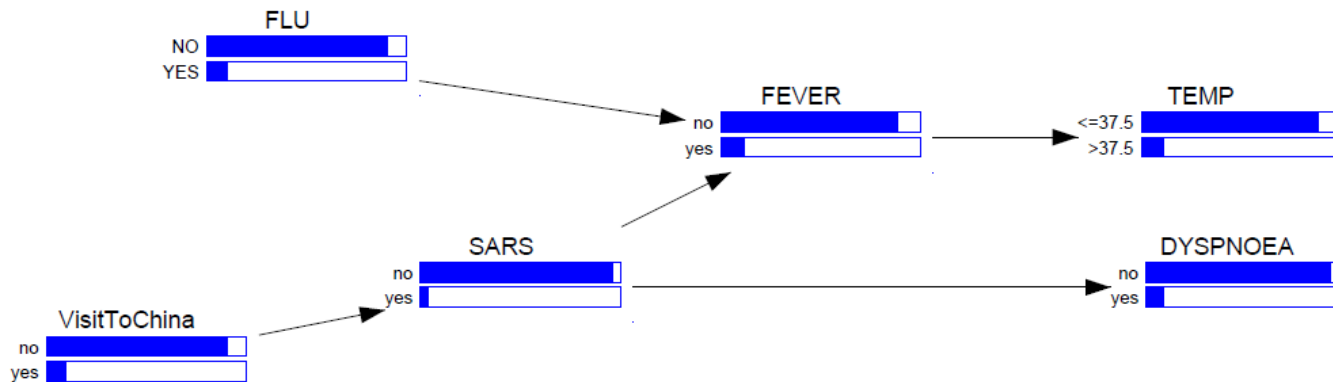 FLU
NO
YES
FEVER
no
yes
TEMP
<=37.5
>37.5
SARS
no
yes
DYSPNOEA
no
yes
VisitToChina
no
yes